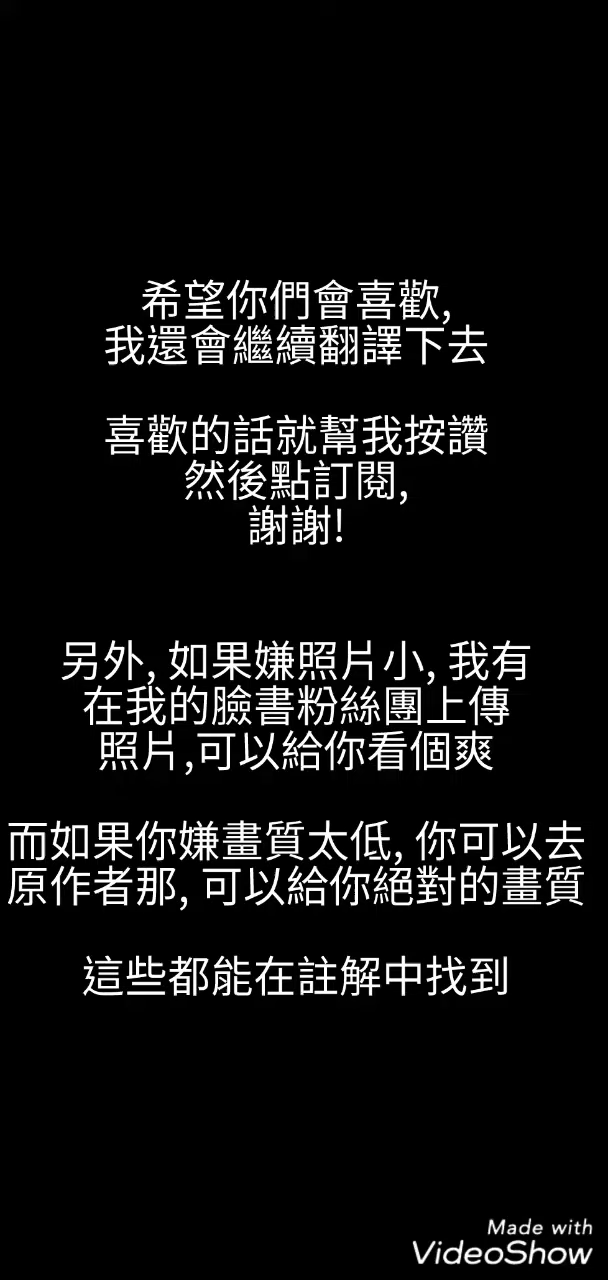 希望你們會喜歡,
我還會繼續翻譯下去
喜歡的話就幫我按讚
然後點訂閱,
謝謝!
另外, 如果嫌照片小, 我有
在我的臉書粉絲團上傳
照片,可以給你看個爽
而如果你嫌畫質太低, 你可以去
原作者那, 可以給你絕對的畫質
這些都能在註解中找到
Made with
VideoShow